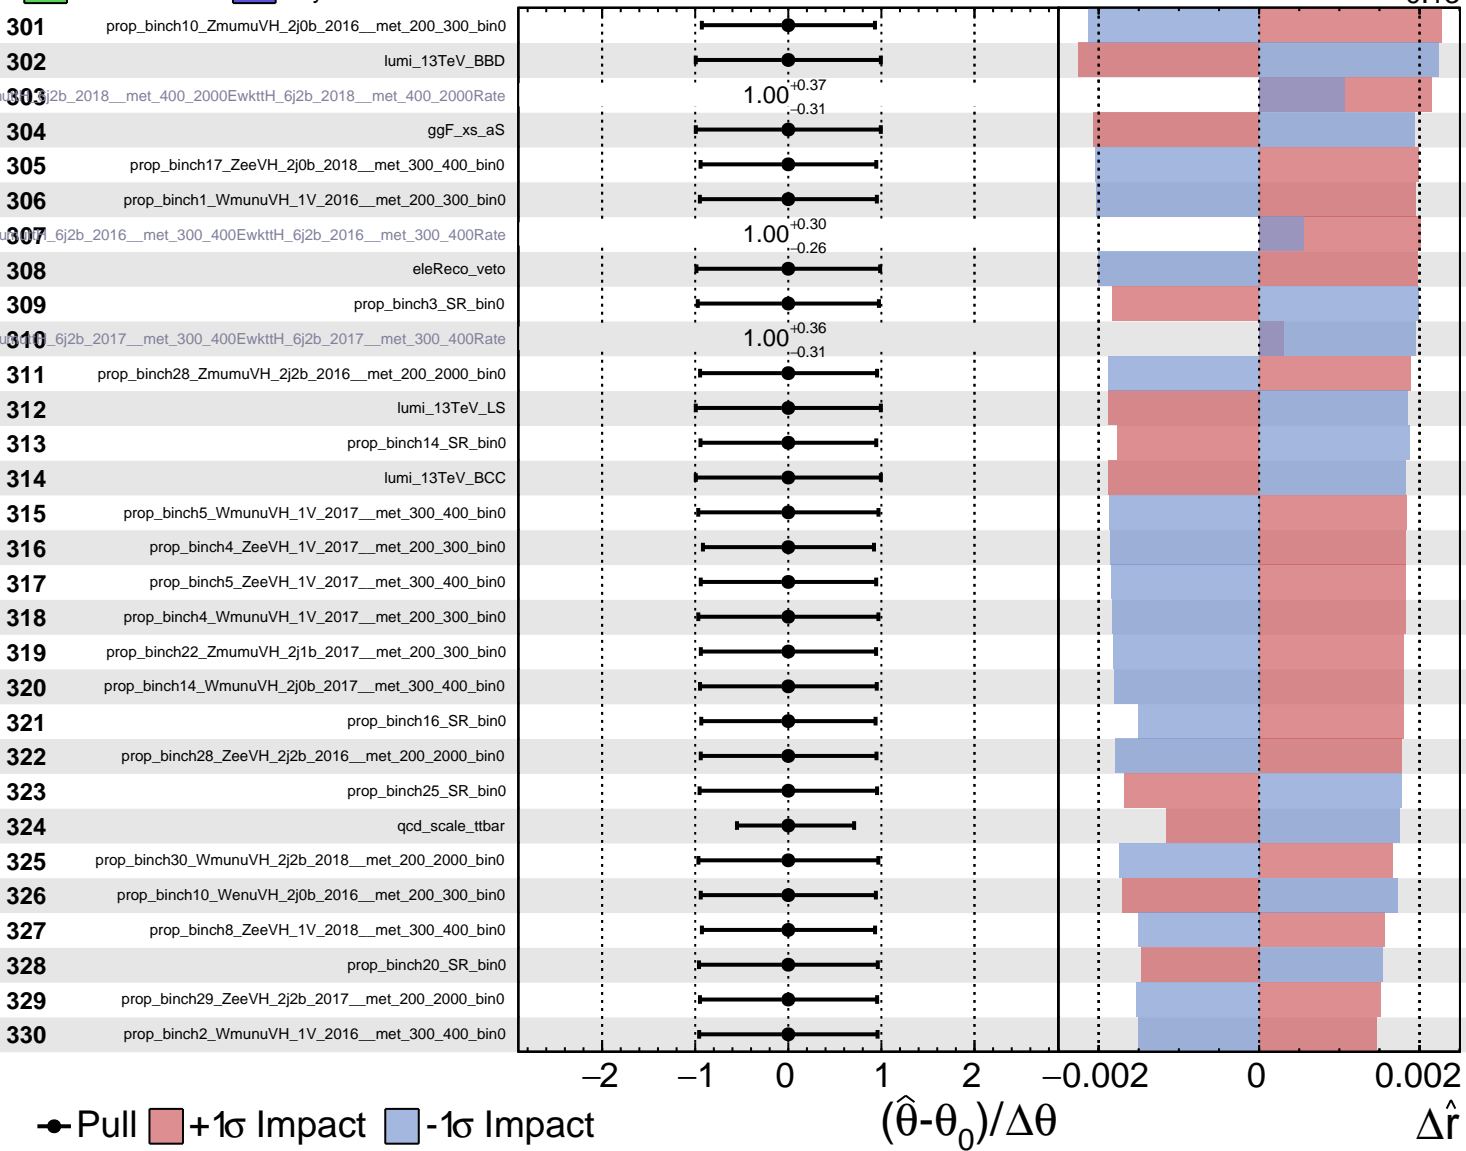 301 prop_binch10_ZmumuVH_2j0b_2016__met_200_300_bin0
302 lumi_13TeV_BBD
303 6j2b_2018__met_400_2000EwkttH_6j2b_2018__met_400_2000Rate 1.00 +0.37 −0.31
304 ggF_xs_aS
305 prop_binch17_ZeeVH_2j0b_2018__met_300_400_bin0
306 prop_binch1_WmunuVH_1V_2016__met_200_300_bin0
307 _6j2b_2016__met_300_400EwkttH_6j2b_2016__met_300_400Rate 1.00 +0.30 −0.26
308 eleReco_veto
309 prop_binch3_SR_bin0
310 _6j2b_2017__met_300_400EwkttH_6j2b_2017__met_300_400Rate 1.00 +0.36 −0.31
311 prop_binch28_ZmumuVH_2j2b_2016__met_200_2000_bin0
312 lumi_13TeV_LS
313 prop_binch14_SR_bin0
314 lumi_13TeV_BCC
315 prop_binch5_WmunuVH_1V_2017__met_300_400_bin0
316 prop_binch4_ZeeVH_1V_2017__met_200_300_bin0
317 prop_binch5_ZeeVH_1V_2017__met_300_400_bin0
318 prop_binch4_WmunuVH_1V_2017__met_200_300_bin0
319 prop_binch22_ZmumuVH_2j1b_2017__met_200_300_bin0
320 prop_binch14_WmunuVH_2j0b_2017__met_300_400_bin0
321 prop_binch16_SR_bin0
322 prop_binch28_ZeeVH_2j2b_2016__met_200_2000_bin0
323 prop_binch25_SR_bin0
324 qcd_scale_ttbar
325 prop_binch30_WmunuVH_2j2b_2018__met_200_2000_bin0
326 prop_binch10_WenuVH_2j0b_2016__met_200_300_bin0
327 prop_binch8_ZeeVH_1V_2018__met_300_400_bin0
328 prop_binch20_SR_bin0
329 prop_binch29_ZeeVH_2j2b_2017__met_200_2000_bin0
330 prop_binch2_WmunuVH_1V_2016__met_300_400_bin0
−2 −1 0 1 2 −0.002 0 0.002
Pull +1σ Impact -1σ Impact (θ̂-θ₀)/Δθ Δr̂